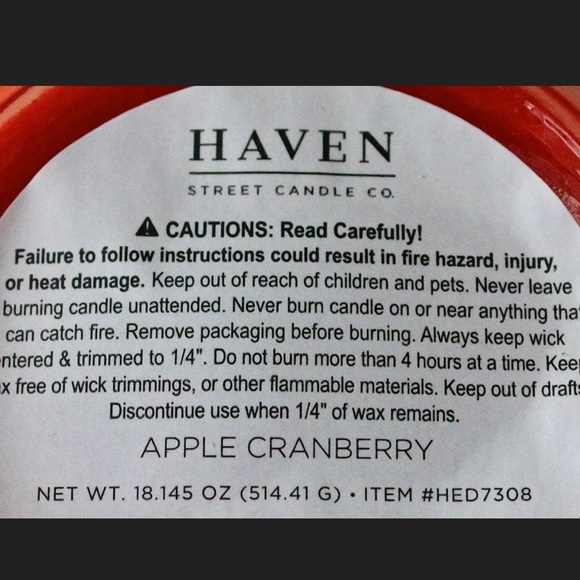 HAVEN
STREET CANDLE CO.
⚠ CAUTIONS: Read Carefully!
Failure to follow instructions could result in fire hazard, injury,
or heat damage. Keep out of reach of children and pets. Never leave
burning candle unattended. Never burn candle on or near anything that
can catch fire. Remove packaging before burning. Always keep wick
entered & trimmed to 1/4". Do not burn more than 4 hours at a time. Keep
ax free of wick trimmings, or other flammable materials. Keep out of drafts
Discontinue use when 1/4" of wax remains.
APPLE CRANBERRY
NET WT. 18.145 OZ (514.41 G) • ITEM #HED7308